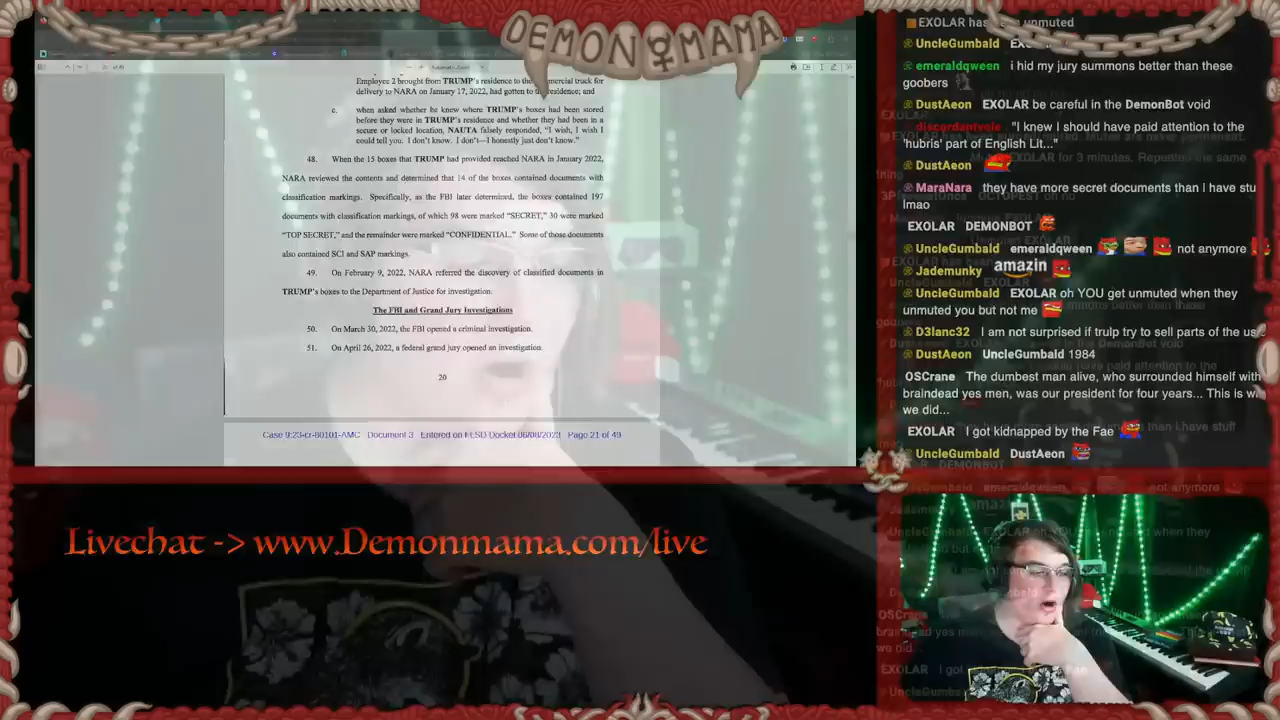 DEMON MAMA
Employee 2 brought from TRUMP's residence to the commercial truck for
delivery to NARA on January 17, 2022, had gotten to the residence; and
c. when asked whether he knew where TRUMP's boxes had been stored
before they were in TRUMP's residence and whether they had been in a
secure or locked location, NAUTA falsely responded, "I wish, I wish I
could tell you. I don't know. I don't—I honestly just don't know."
48. When the 15 boxes that TRUMP had provided reached NARA in January 2022,
NARA reviewed the contents and determined that 14 of the boxes contained documents with
classification markings. Specifically, as the FBI later determined, the boxes contained 197
documents with classification markings, of which 98 were marked "SECRET," 30 were marked
"TOP SECRET," and the remainder were marked "CONFIDENTIAL." Some of those documents
also contained SCI and SAP markings.
49. On February 9, 2022, NARA referred the discovery of classified documents in
TRUMP's boxes to the Department of Justice for investigation.
The FBI and Grand Jury Investigations
50. On March 30, 2022, the FBI opened a criminal investigation.
51. On April 26, 2022, a federal grand jury opened an investigation.
20
Case 9:23-cr-80101-AMC Document 3 Entered on FLSD Docket 06/08/2023 Page 21 of 49
Livechat -> www.Demonmama.com/live
EXOLAR has been unmuted
UncleGumbald
emeraldqween i hid my jury summons better than these
goobers
DustAeon EXOLAR be careful in the DemonBot void
discordantvole "I knew I should have paid attention to the
'hubris' part of English Lit..."
DustAeon
MaraNara they have more secret documents than I have stu
lmao
EXOLAR DEMONBOT
UncleGumbald emeraldqween not anymore
Jademunky amazin
UncleGumbald EXOLAR oh YOU get unmuted when they
unmuted you but not me
D3lanc32 I am not surprised if trulp try to sell parts of the us
DustAeon UncleGumbald 1984
OSCrane The dumbest man alive, who surrounded himself with
braindead yes men, was our president for four years... This is w
we did...
EXOLAR I got kidnapped by the Fae
UncleGumbald DustAeon